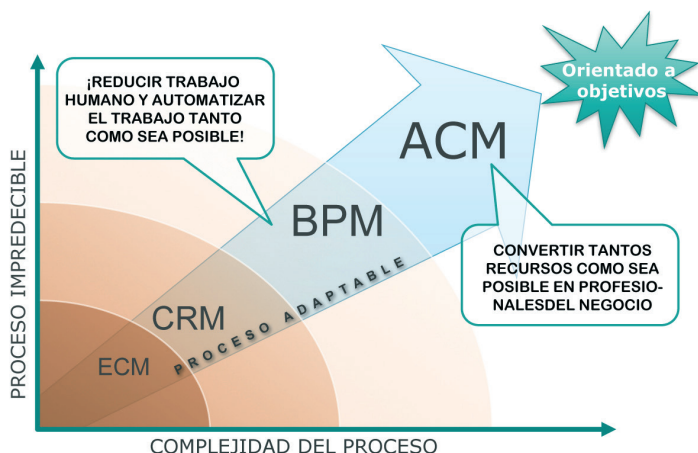 Orientado a
objetivos
¡REDUCIR TRABAJO
HUMANO Y AUTOMATIZAR
EL TRABAJO TANTO
COMO SEA POSIBLE!
ACM
BPM
CONVERTIR TANTOS
RECURSOS COMO SEA
POSIBLE EN PROFESIO-
NALESDEL NEGOCIO
CRM
PROCESO ADAPTABLE
ECM
PROCESO IMPREDECIBLE
COMPLEJIDAD DEL PROCESO